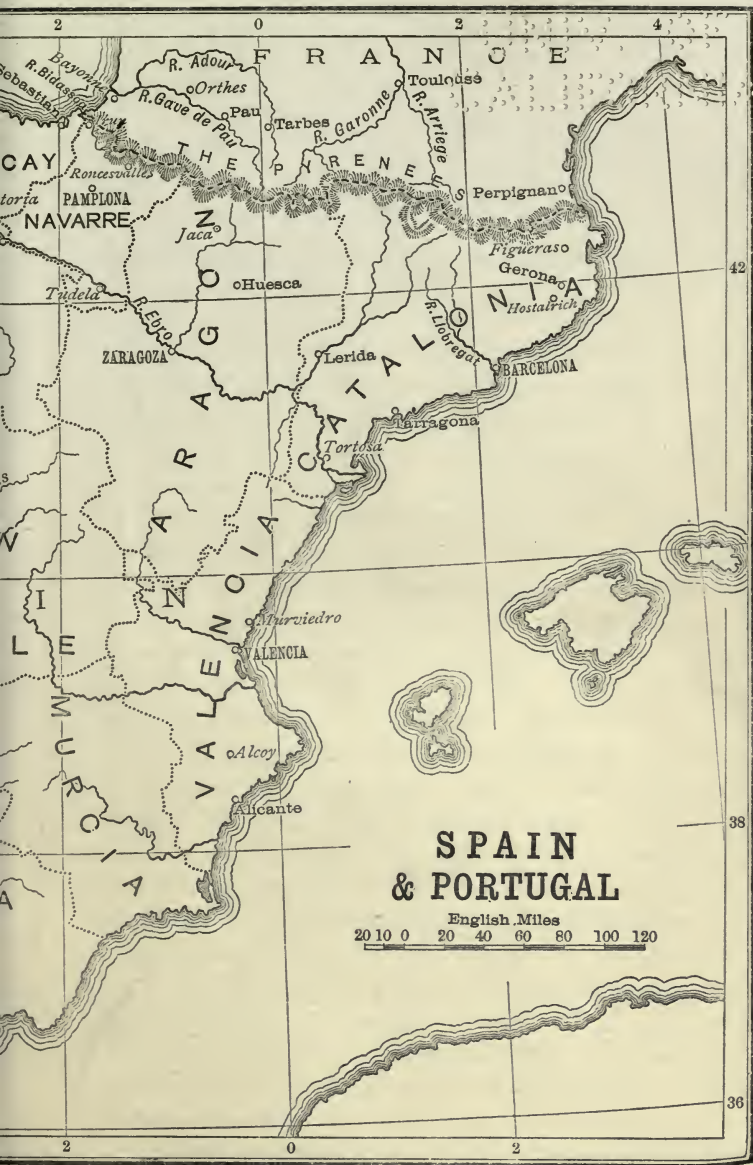 2 0 2 4
F R A N C E
Bayonne
R. Adour
Toulouse
Sebastia
R. Bidassoa
Orthes
R. Gave de Pau
Pau
Tarbes
R. Garonne
R. Arriege
CAY
THE PYRENEES
Roncesvalles
Perpignan
toria
PAMPLONA
NAVARRE
Jaca
Figueras
42
Gerona
Huesca
Hostalrich
Tudela
R. Ebro
R. Llobregat
ZARAGOZA
Lerida
CATALONIA
BARCELONA
ARAGON
Tarragona
Tortosa
s
W
I N
Murviedro
L E
VALENCIA
VALENCIA
MURCIA
Alcoy
Alicante
38
SPAIN
& PORTUGAL
A
English Miles
20 10 0 20 40 60 80 100 120
36
2 0 2